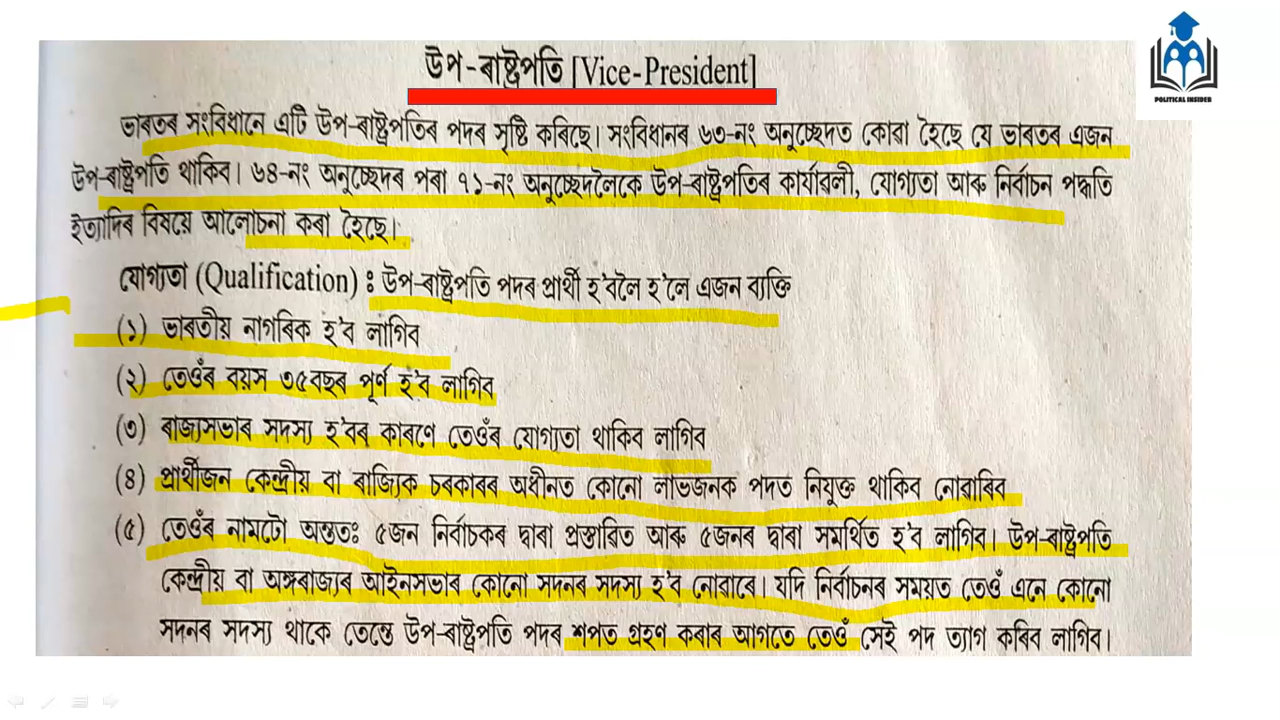 উপ-ৰাষ্ট্ৰপতি [Vice-President]
POLITICAL INSIDER
ভাৰতৰ সংবিধানে এটি উপ-ৰাষ্ট্ৰপতিৰ পদৰ সৃষ্টি কৰিছে। সংবিধানৰ ৬৩-নং অনুচ্ছেদত কোৱা হৈছে যে ভাৰতৰ এজন
উপ-ৰাষ্ট্ৰপতি থাকিব। ৬৪-নং অনুচ্ছেদৰ পৰা ৭১-নং অনুচ্ছেদলৈকে উপ-ৰাষ্ট্ৰপতিৰ কাৰ্যাৱলী, যোগ্যতা আৰু নিৰ্বাচন পদ্ধতি
ইত্যাদিৰ বিষয়ে আলোচনা কৰা হৈছে।
যোগ্যতা (Qualification) : উপ-ৰাষ্ট্ৰপতি পদৰ প্ৰাৰ্থী হ'বলৈ হ'লে এজন ব্যক্তি
(১) ভাৰতীয় নাগৰিক হ'ব লাগিব
(২) তেওঁৰ বয়স ৩৫বছৰ পূৰ্ণ হ'ব লাগিব
(৩) ৰাজ্যসভাৰ সদস্য হ'বৰ কাৰণে তেওঁৰ যোগ্যতা থাকিব লাগিব
(৪) প্ৰাৰ্থীজন কেন্দ্ৰীয় বা ৰাজ্যিক চৰকাৰৰ অধীনত কোনো লাভজনক পদত নিযুক্ত থাকিব নোৱাৰিব
(৫) তেওঁৰ নামটো অন্ততঃ ৫জন নিৰ্বাচকৰ দ্বাৰা প্ৰস্তাৱিত আৰু ৫জনৰ দ্বাৰা সমৰ্থিত হ'ব লাগিব। উপ-ৰাষ্ট্ৰপতি
কেন্দ্ৰীয় বা অঙ্গৰাজ্যৰ আইনসভাৰ কোনো সদনৰ সদস্য হ'ব নোৱাৰে। যদি নিৰ্বাচনৰ সময়ত তেওঁ এনে কোনো
সদনৰ সদস্য থাকে তেন্তে উপ-ৰাষ্ট্ৰপতি পদৰ শপত গ্ৰহণ কৰাৰ আগতে তেওঁ সেই পদ ত্যাগ কৰিব লাগিব।